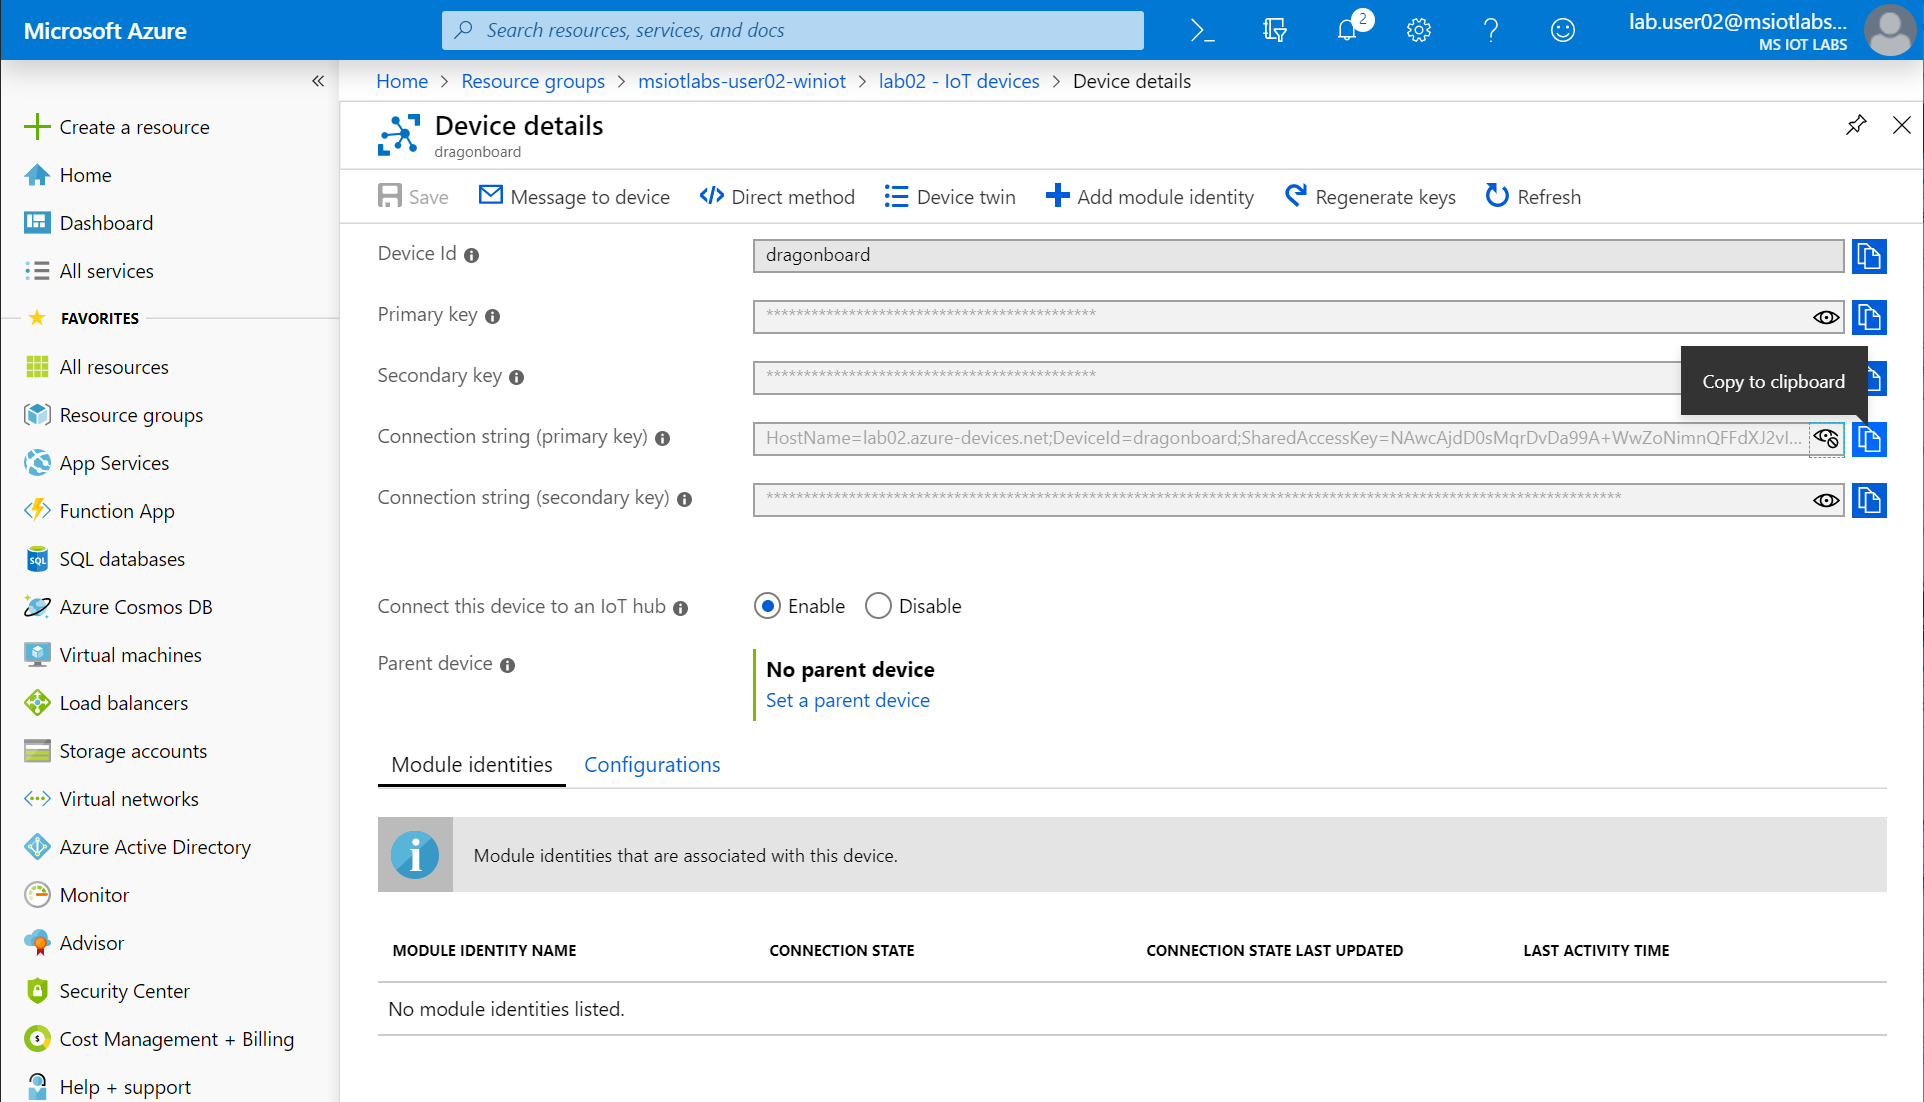 Microsoft Azure
Search resources, services, and docs
2
lab.user02@msiotlabs...
MS IOT LABS
Home > Resource groups > msiotlabs-user02-winiot > lab02 - IoT devices > Device details
Create a resource
Home
Dashboard
All services
FAVORITES
All resources
Resource groups
App Services
Function App
SQL databases
Azure Cosmos DB
Virtual machines
Load balancers
Storage accounts
Virtual networks
Azure Active Directory
Monitor
Advisor
Security Center
Cost Management + Billing
Help + support
Device details
dragonboard
Save Message to device Direct method Device twin Add module identity Regenerate keys Refresh
Device Id dragonboard
Primary key ********************************************
Secondary key ********************************************
Copy to clipboard
Connection string (primary key) HostName=lab02.azure-devices.net;DeviceId=dragonboard;SharedAccessKey=NAwcAjdD0sMqrDvDa99A+WwZoNimnQFFdXJ2vI...
Connection string (secondary key) ******************************************************************************************************************
Connect this device to an IoT hub Enable Disable
Parent device No parent device
Set a parent device
Module identities Configurations
Module identities that are associated with this device.
MODULE IDENTITY NAME CONNECTION STATE CONNECTION STATE LAST UPDATED LAST ACTIVITY TIME
No module identities listed.